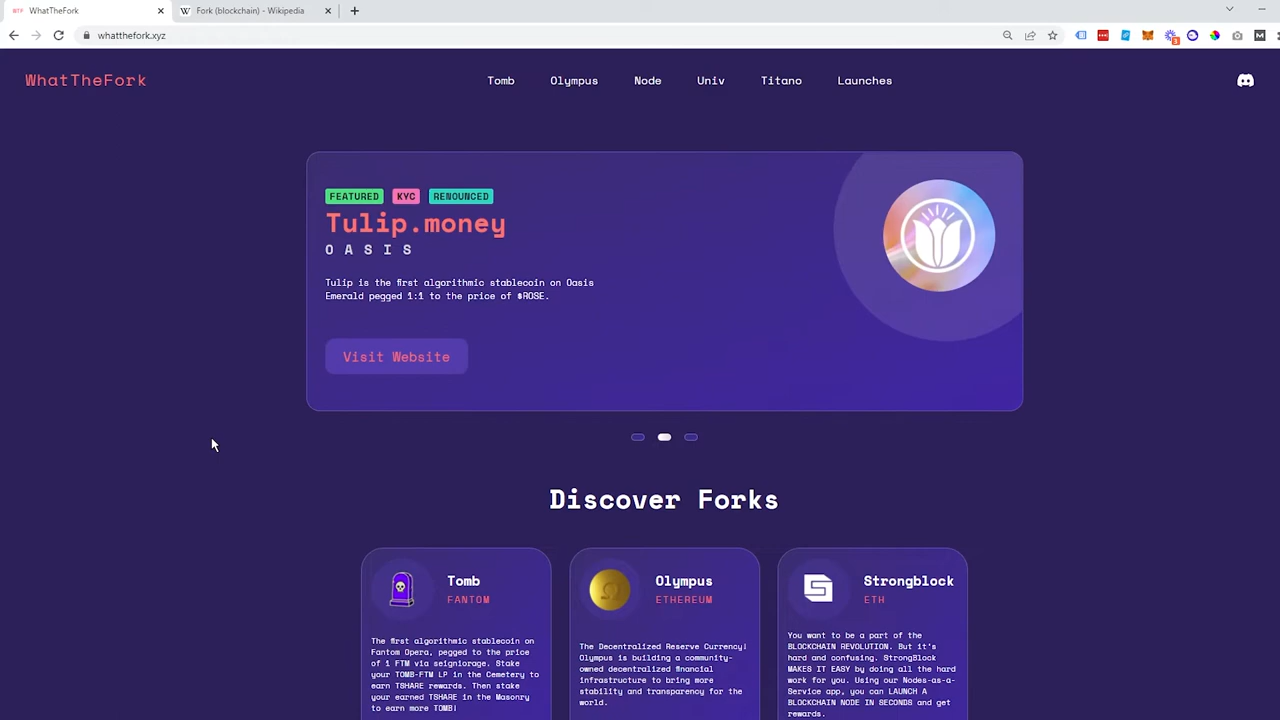 WTF WhatTheFork
W Fork (blockchain) - Wikipedia
whatthefork.xyz
3
M
WhatTheFork
Tomb
Olympus
Node
Univ
Titano
Launches
FEATURED KYC RENOUNCED
Tulip.money
OASIS
Tulip is the first algorithmic stablecoin on Oasis
Emerald pegged 1:1 to the price of $ROSE.
Visit Website
Discover Forks
Tomb
FANTOM
The first algorithmic stablecoin on
Fantom Opera, pegged to the price
of 1 FTM via seigniorage. Stake
your TOMB-FTM LP in the Cemetery to
earn TSHARE rewards. Then stake
your earned TSHARE in the Masonry
to earn more TOMB!
Olympus
ETHEREUM
The Decentralized Reserve Currency!
Olympus is building a community-
owned decentralized financial
infrastructure to bring more
stability and transparency for the
world.
Strongblock
ETH
You want to be a part of the
BLOCKCHAIN REVOLUTION. But it's
hard and confusing. StrongBlock
MAKES IT EASY by doing all the hard
work for you. Using our Nodes-as-a-
Service app, you can LAUNCH A
BLOCKCHAIN NODE IN SECONDS and get
rewards.